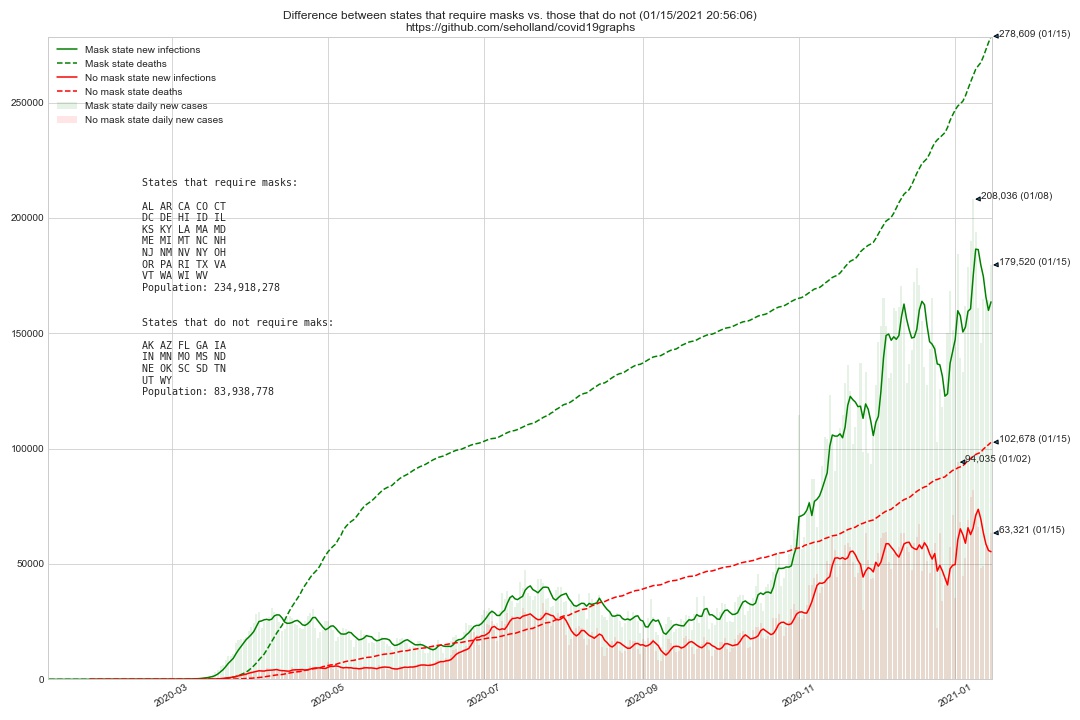 Difference between states that require masks vs. those that do not (01/15/2021 20:56:06)
https://github.com/seholland/covid19graphs
Mask state new infections
Mask state deaths
No mask state new infections
No mask state deaths
Mask state daily new cases
No mask state daily new cases
278,609 (01/15)
250000
States that require masks:
AL AR CA CO CT
DC DE HI ID IL
KS KY LA MA MD
ME MI MT NC NH
NJ NM NV NY OH
OR PA RI TX VA
VT WA WI WV
Population: 234,918,278
208,036 (01/08)
200000
179,520 (01/15)
States that do not require maks:
AK AZ FL GA IA
IN MN MO MS ND
NE OK SC SD TN
UT WY
Population: 83,938,778
150000
102,678 (01/15)
100000
94,035 (01/02)
63,321 (01/15)
50000
0
2020-03
2020-05
2020-07
2020-09
2020-11
2021-01